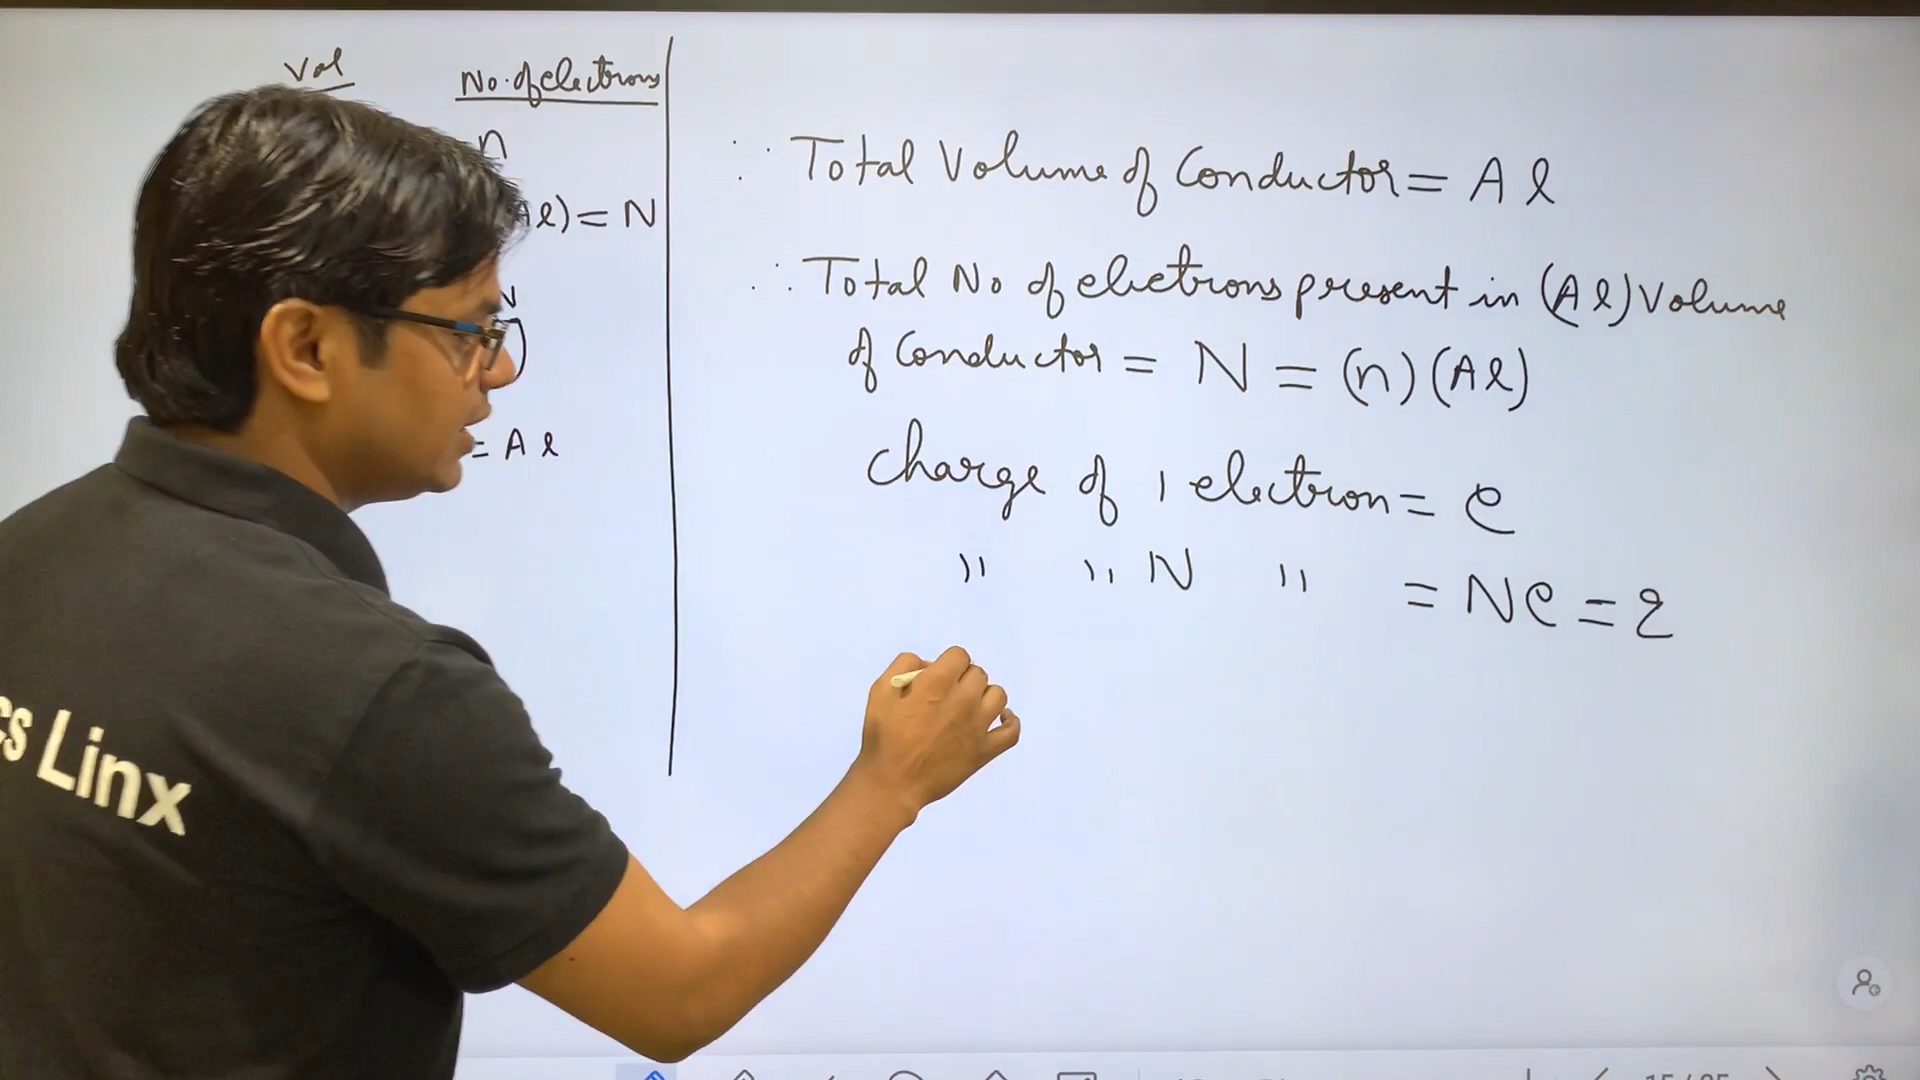 Vol No. of electrons
n
Al) = N
= A l
∵ Total Volume of Conductor = A l
∴ Total No of electrons present in (A l) Volume
of Conductor = N = (n) (Al)
Charge of 1 electron = e
" " N " = Ne = q
Linx